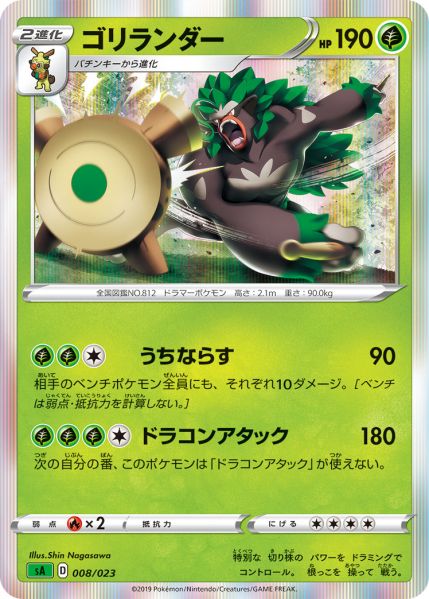 2進化 ゴリランダー HP 190
バチンキーから進化
全国図鑑NO.812 ドラマーポケモン 高さ:2.1m 重さ:90.0kg
うちならす 90
相手のベンチポケモン全員にも、それぞれ10ダメージ。[ベンチ
は弱点・抵抗力を計算しない。]
ドラコンアタック 180
次の自分の番、このポケモンは「ドラコンアタック」が使えない。
弱点 ×2 抵抗力 にげる
Illus.Shin Nagasawa
sA D 008/023
特別な 切り株の パワーを ドラミングで
コントロール。 根っこを 操って 戦う。
©2019 Pokémon/Nintendo/Creatures/GAME FREAK.